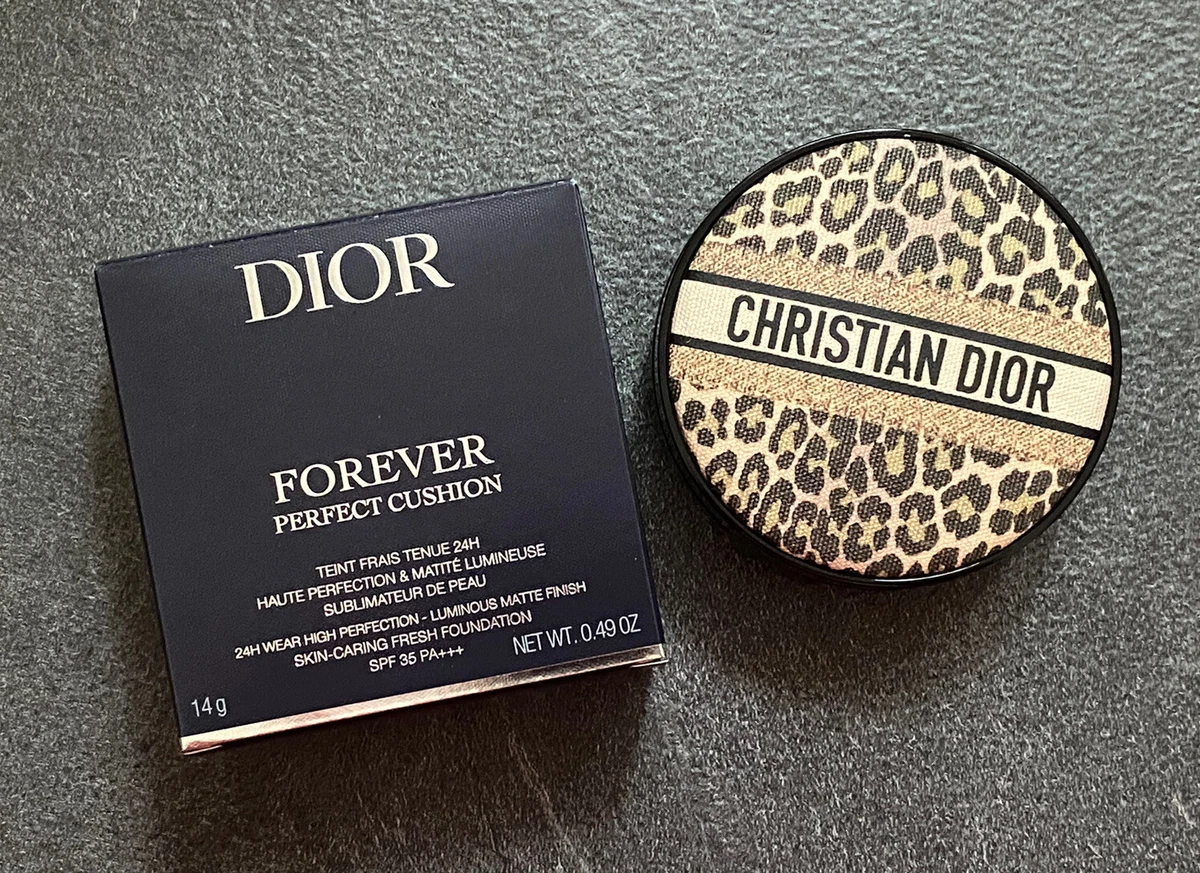 DIOR
FOREVER
PERFECT CUSHION
TEINT FRAIS TENUE 24H
HAUTE PERFECTION & MATITÉ LUMINEUSE
SUBLIMATEUR DE PEAU
24H WEAR HIGH PERFECTION - LUMINOUS MATTE FINISH
SKIN-CARING FRESH FOUNDATION
SPF 35 PA+++
NET WT. 0.49 OZ
14 g
CHRISTIAN DIOR